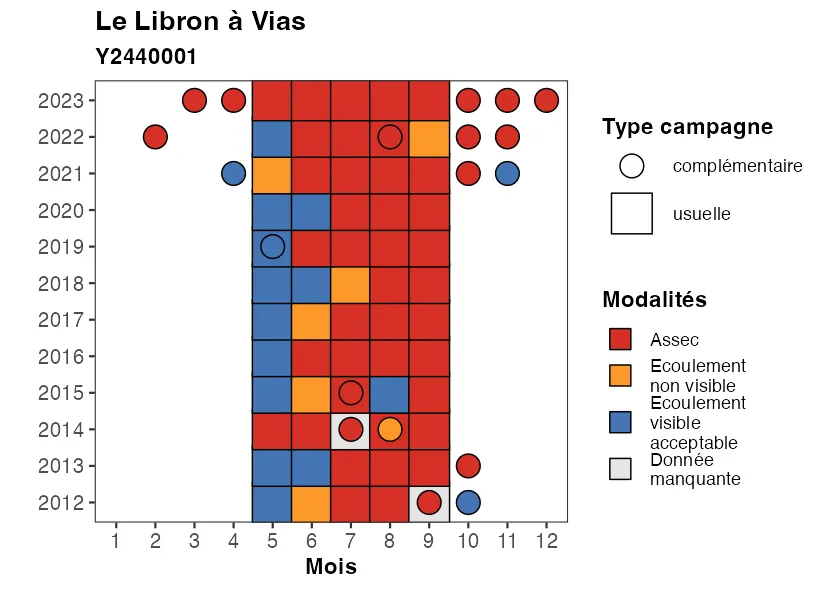 Le Libron à Vias
Y2440001
2023
2022
2021
2020
2019
2018
2017
2016
2015
2014
2013
2012
1 2 3 4 5 6 7 8 9 10 11 12
Mois
Type campagne
complémentaire
usuelle
Modalités
Assec
Ecoulement
non visible
Ecoulement
visible
acceptable
Donnée
manquante